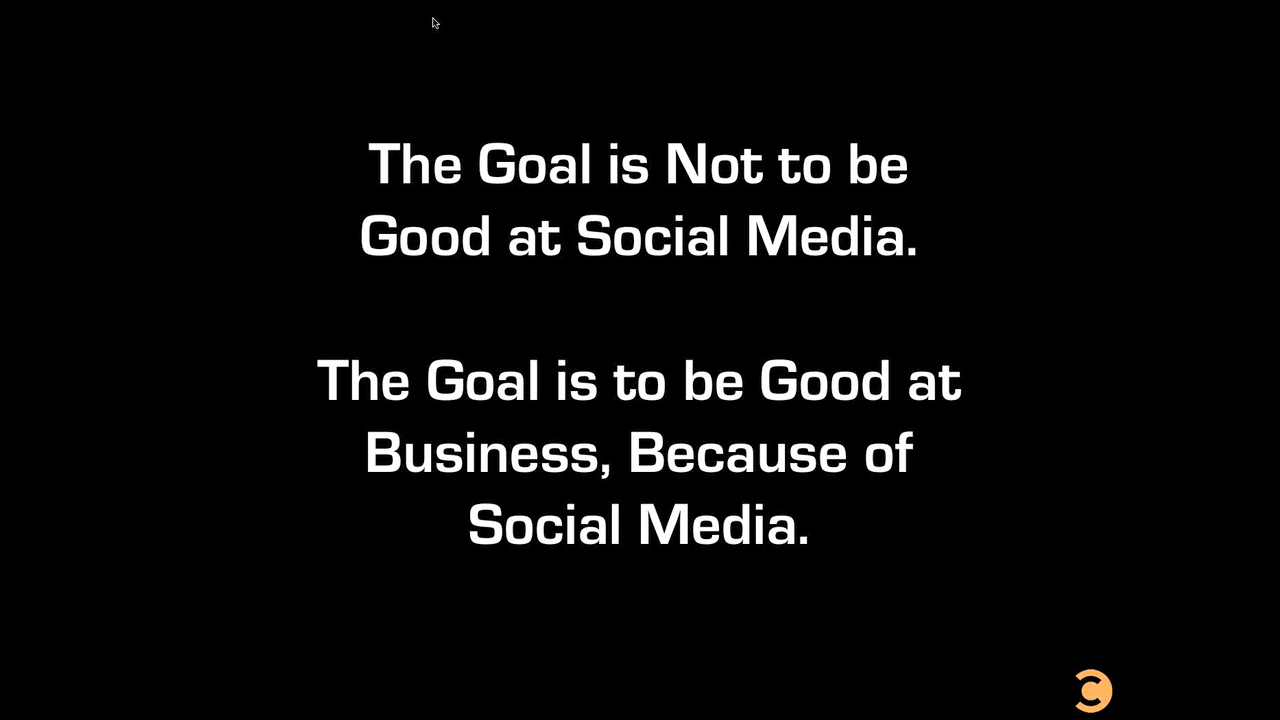 The Goal is Not to be
Good at Social Media.
The Goal is to be Good at
Business, Because of
Social Media.